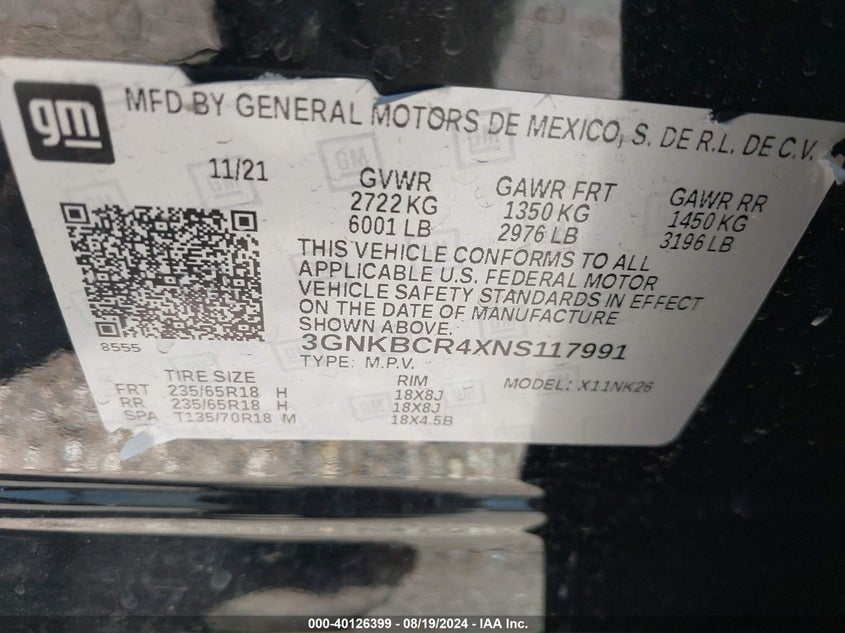 gm MFD BY GENERAL MOTORS DE MEXICO, S. DE R.L. DE C.V.
11/21 GVWR GAWR FRT GAWR RR
2722 KG 1350 KG 1450 KG
6001 LB 2976 LB 3196 LB
THIS VEHICLE CONFORMS TO ALL
APPLICABLE U.S. FEDERAL MOTOR
VEHICLE SAFETY STANDARDS IN EFFECT
ON THE DATE OF MANUFACTURE
SHOWN ABOVE.
8555 3GNKBCR4XNS117991
TYPE: M.P.V.
TIRE SIZE RIM MODEL: X11NK26
FRT 235/65R18 H 18X8J
RR 235/65R18 H 18X8J
SPA T135/70R18 M 18X4.5B
000-40126399 - 08/19/2024 - IAA Inc.